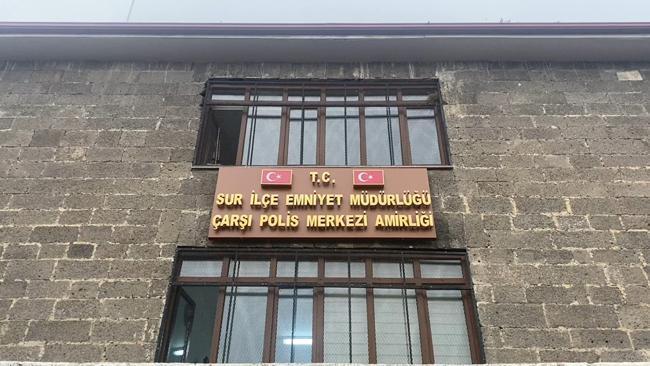 T.C.
SUR İLÇE EMNİYET MÜDÜRLÜĞÜ
ÇARŞI POLİS MERKEZİ AMİRLİĞİ